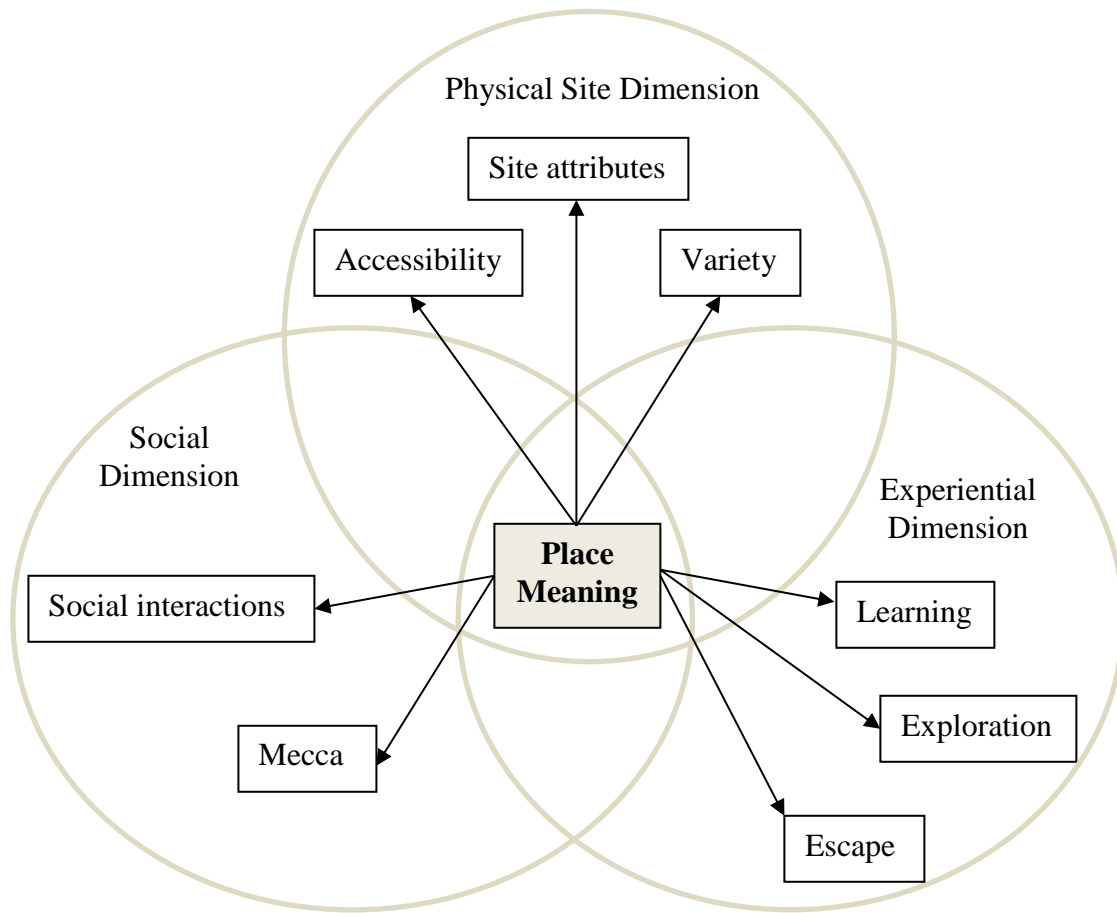 Physical Site Dimension
Site attributes
Accessibility
Variety
Social
Dimension
Experiential
Dimension
Place
Meaning
Social interactions
Learning
Exploration
Mecca
Escape